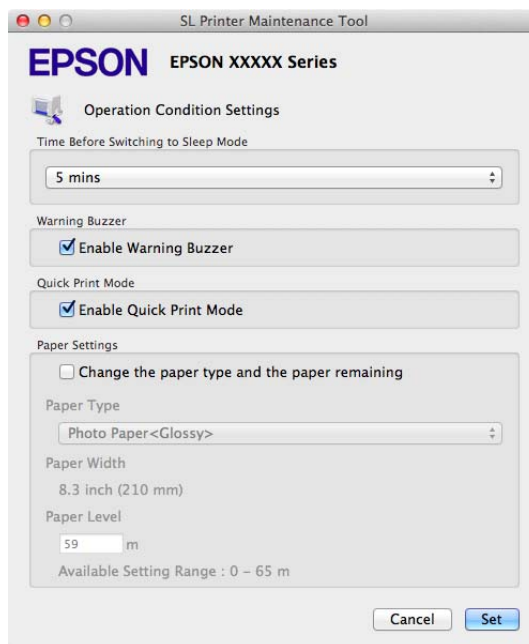 SL Printer Maintenance Tool
EPSON EPSON XXXXX Series
Operation Condition Settings
Time Before Switching to Sleep Mode
5 mins
Warning Buzzer
Enable Warning Buzzer
Quick Print Mode
Enable Quick Print Mode
Paper Settings
Change the paper type and the paper remaining
Paper Type
Photo Paper<Glossy>
Paper Width
8.3 inch (210 mm)
Paper Level
59 m
Available Setting Range : 0 – 65 m
Cancel Set